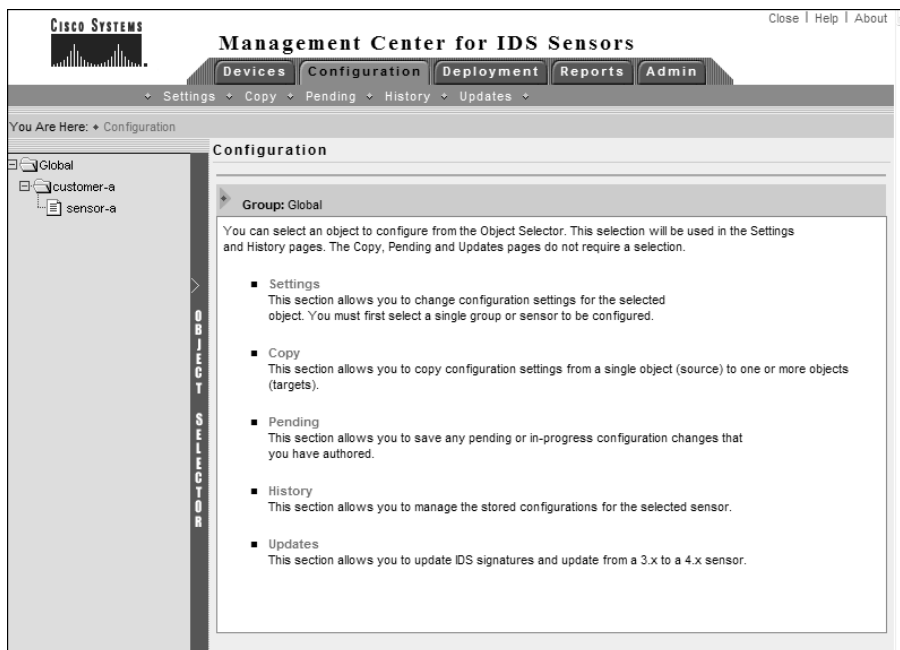 Close | Help | About
CISCO SYSTEMS
Management Center for IDS Sensors
Devices Configuration Deployment Reports Admin
Settings Copy Pending History Updates
You Are Here: Configuration
Global
customer-a
sensor-a
OBJECT SELECTOR
Configuration
Group: Global
You can select an object to configure from the Object Selector. This selection will be used in the Settings
and History pages. The Copy, Pending and Updates pages do not require a selection.
Settings
This section allows you to change configuration settings for the selected
object. You must first select a single group or sensor to be configured.
Copy
This section allows you to copy configuration settings from a single object (source) to one or more objects
(targets).
Pending
This section allows you to save any pending or in-progress configuration changes that
you have authored.
History
This section allows you to manage the stored configurations for the selected sensor.
Updates
This section allows you to update IDS signatures and update from a 3.x to a 4.x sensor.